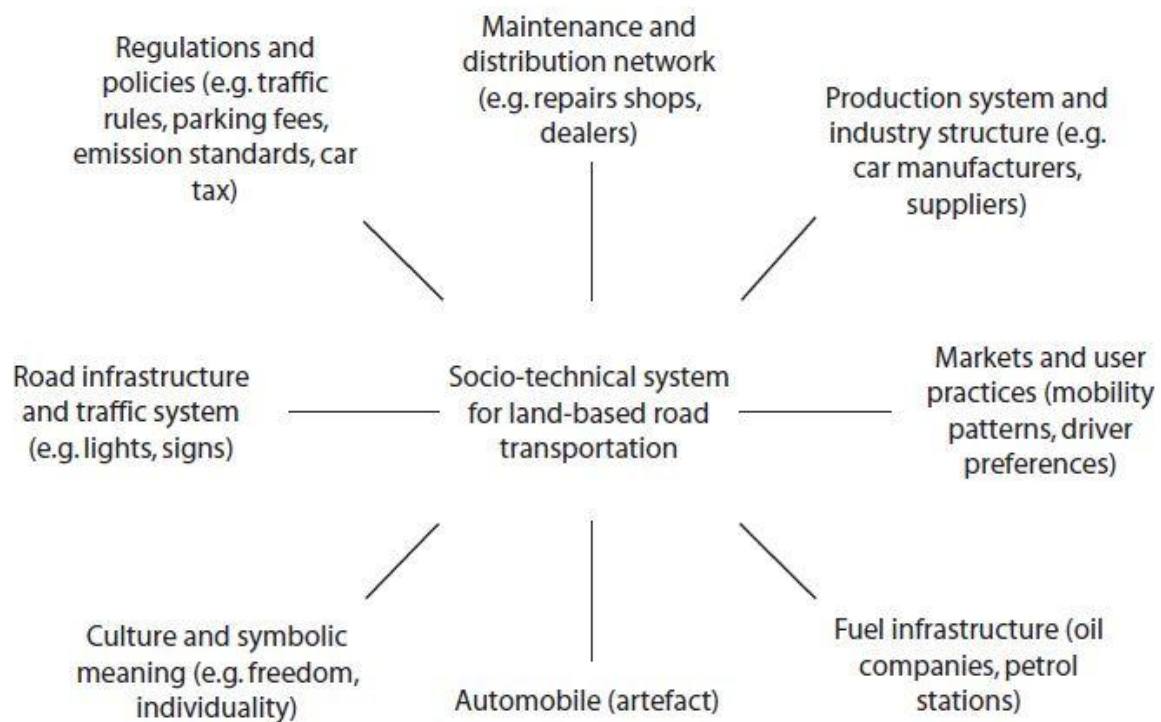 Regulations and
policies (e.g. traffic
rules, parking fees,
emission standards, car
tax)
Maintenance and
distribution network
(e.g. repairs shops,
dealers)
Production system and
industry structure (e.g.
car manufacturers,
suppliers)
Road infrastructure
and traffic system
(e.g. lights, signs)
Socio-technical system
for land-based road
transportation
Markets and user
practices (mobility
patterns, driver
preferences)
Culture and symbolic
meaning (e.g. freedom,
individuality)
Automobile (artefact)
Fuel infrastructure (oil
companies, petrol
stations)